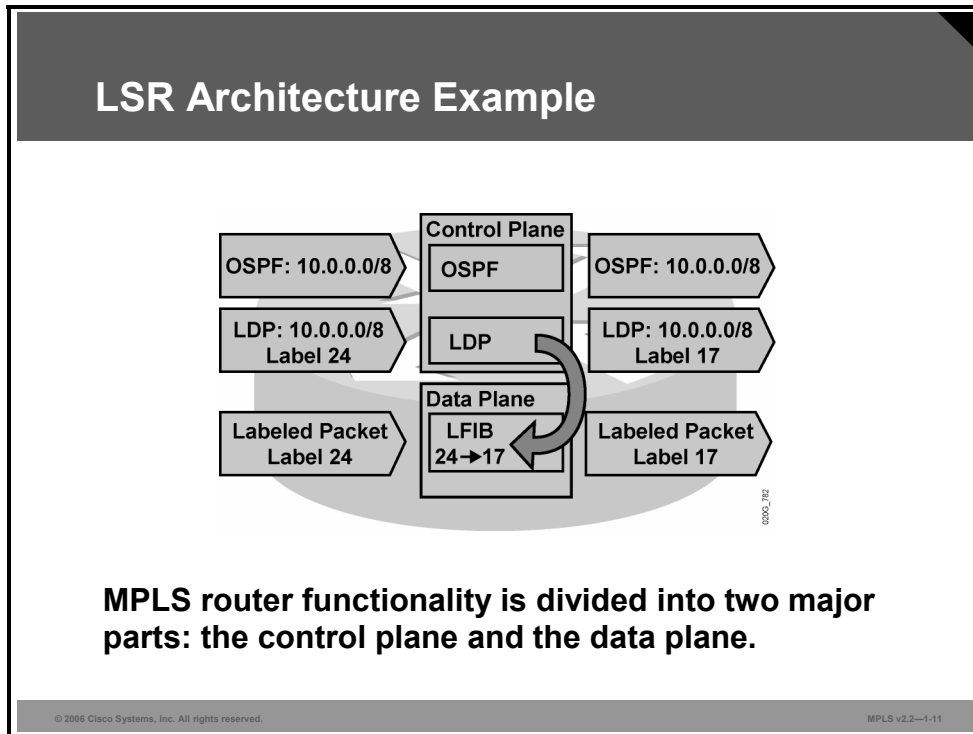 LSR Architecture Example
Control Plane
OSPF: 10.0.0.0/8
OSPF
OSPF: 10.0.0.0/8
LDP: 10.0.0.0/8
Label 24
LDP
LDP: 10.0.0.0/8
Label 17
Data Plane
Labeled Packet
Label 24
LFIB
24→17
Labeled Packet
Label 17
020G_782
MPLS router functionality is divided into two major
parts: the control plane and the data plane.
© 2006 Cisco Systems, Inc. All rights reserved.
MPLS v2.2—1-11